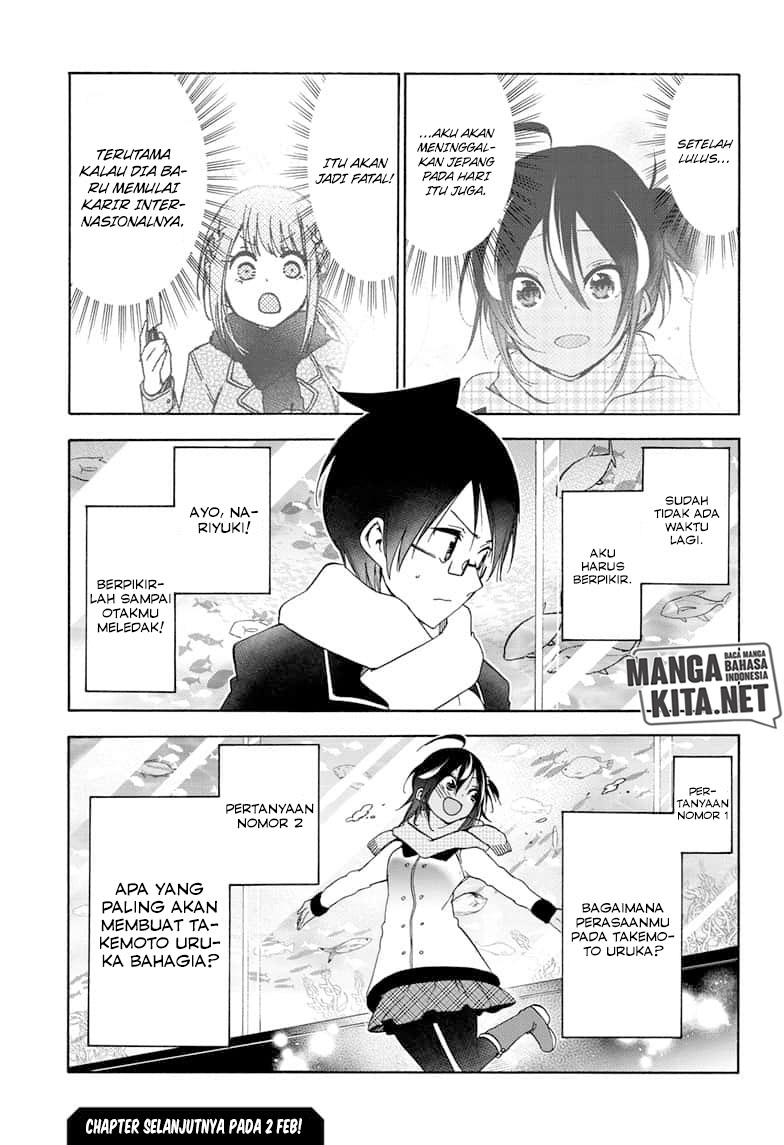 SETELAH
LULUS...
...AKU AKAN
MENINGGAL-
KAN JEPANG
PADA HARI
ITU JUGA.
ITU AKAN
JADI FATAL!
TERUTAMA
KALAU DIA BA-
RU MEMULAI
KARIR INTER-
NASIONALNYA.
SUDAH
TIDAK ADA
WAKTU
LAGI.
AKU
HARUS
BERPIKIR.
AYO, NA-
RIYUKI!
BERPIKIR-
LAH SAMPAI
OTAKMU
MELEDAK!
MANGA
KITA.NET
BACA MANGA
BAHASA
INDONESIA
PER-
TANYAAN
NOMOR 1
BAGAIMANA
PERASAANMU
PADA TAKEMO-
TO URUKA?
PERTANYAAN
NOMOR 2
APA YANG
PALING AKAN
MEMBUAT TA-
KEMOTO URU-
KA BAHAGIA?
CHAPTER SELANJUTNYA PADA 2 FEB!